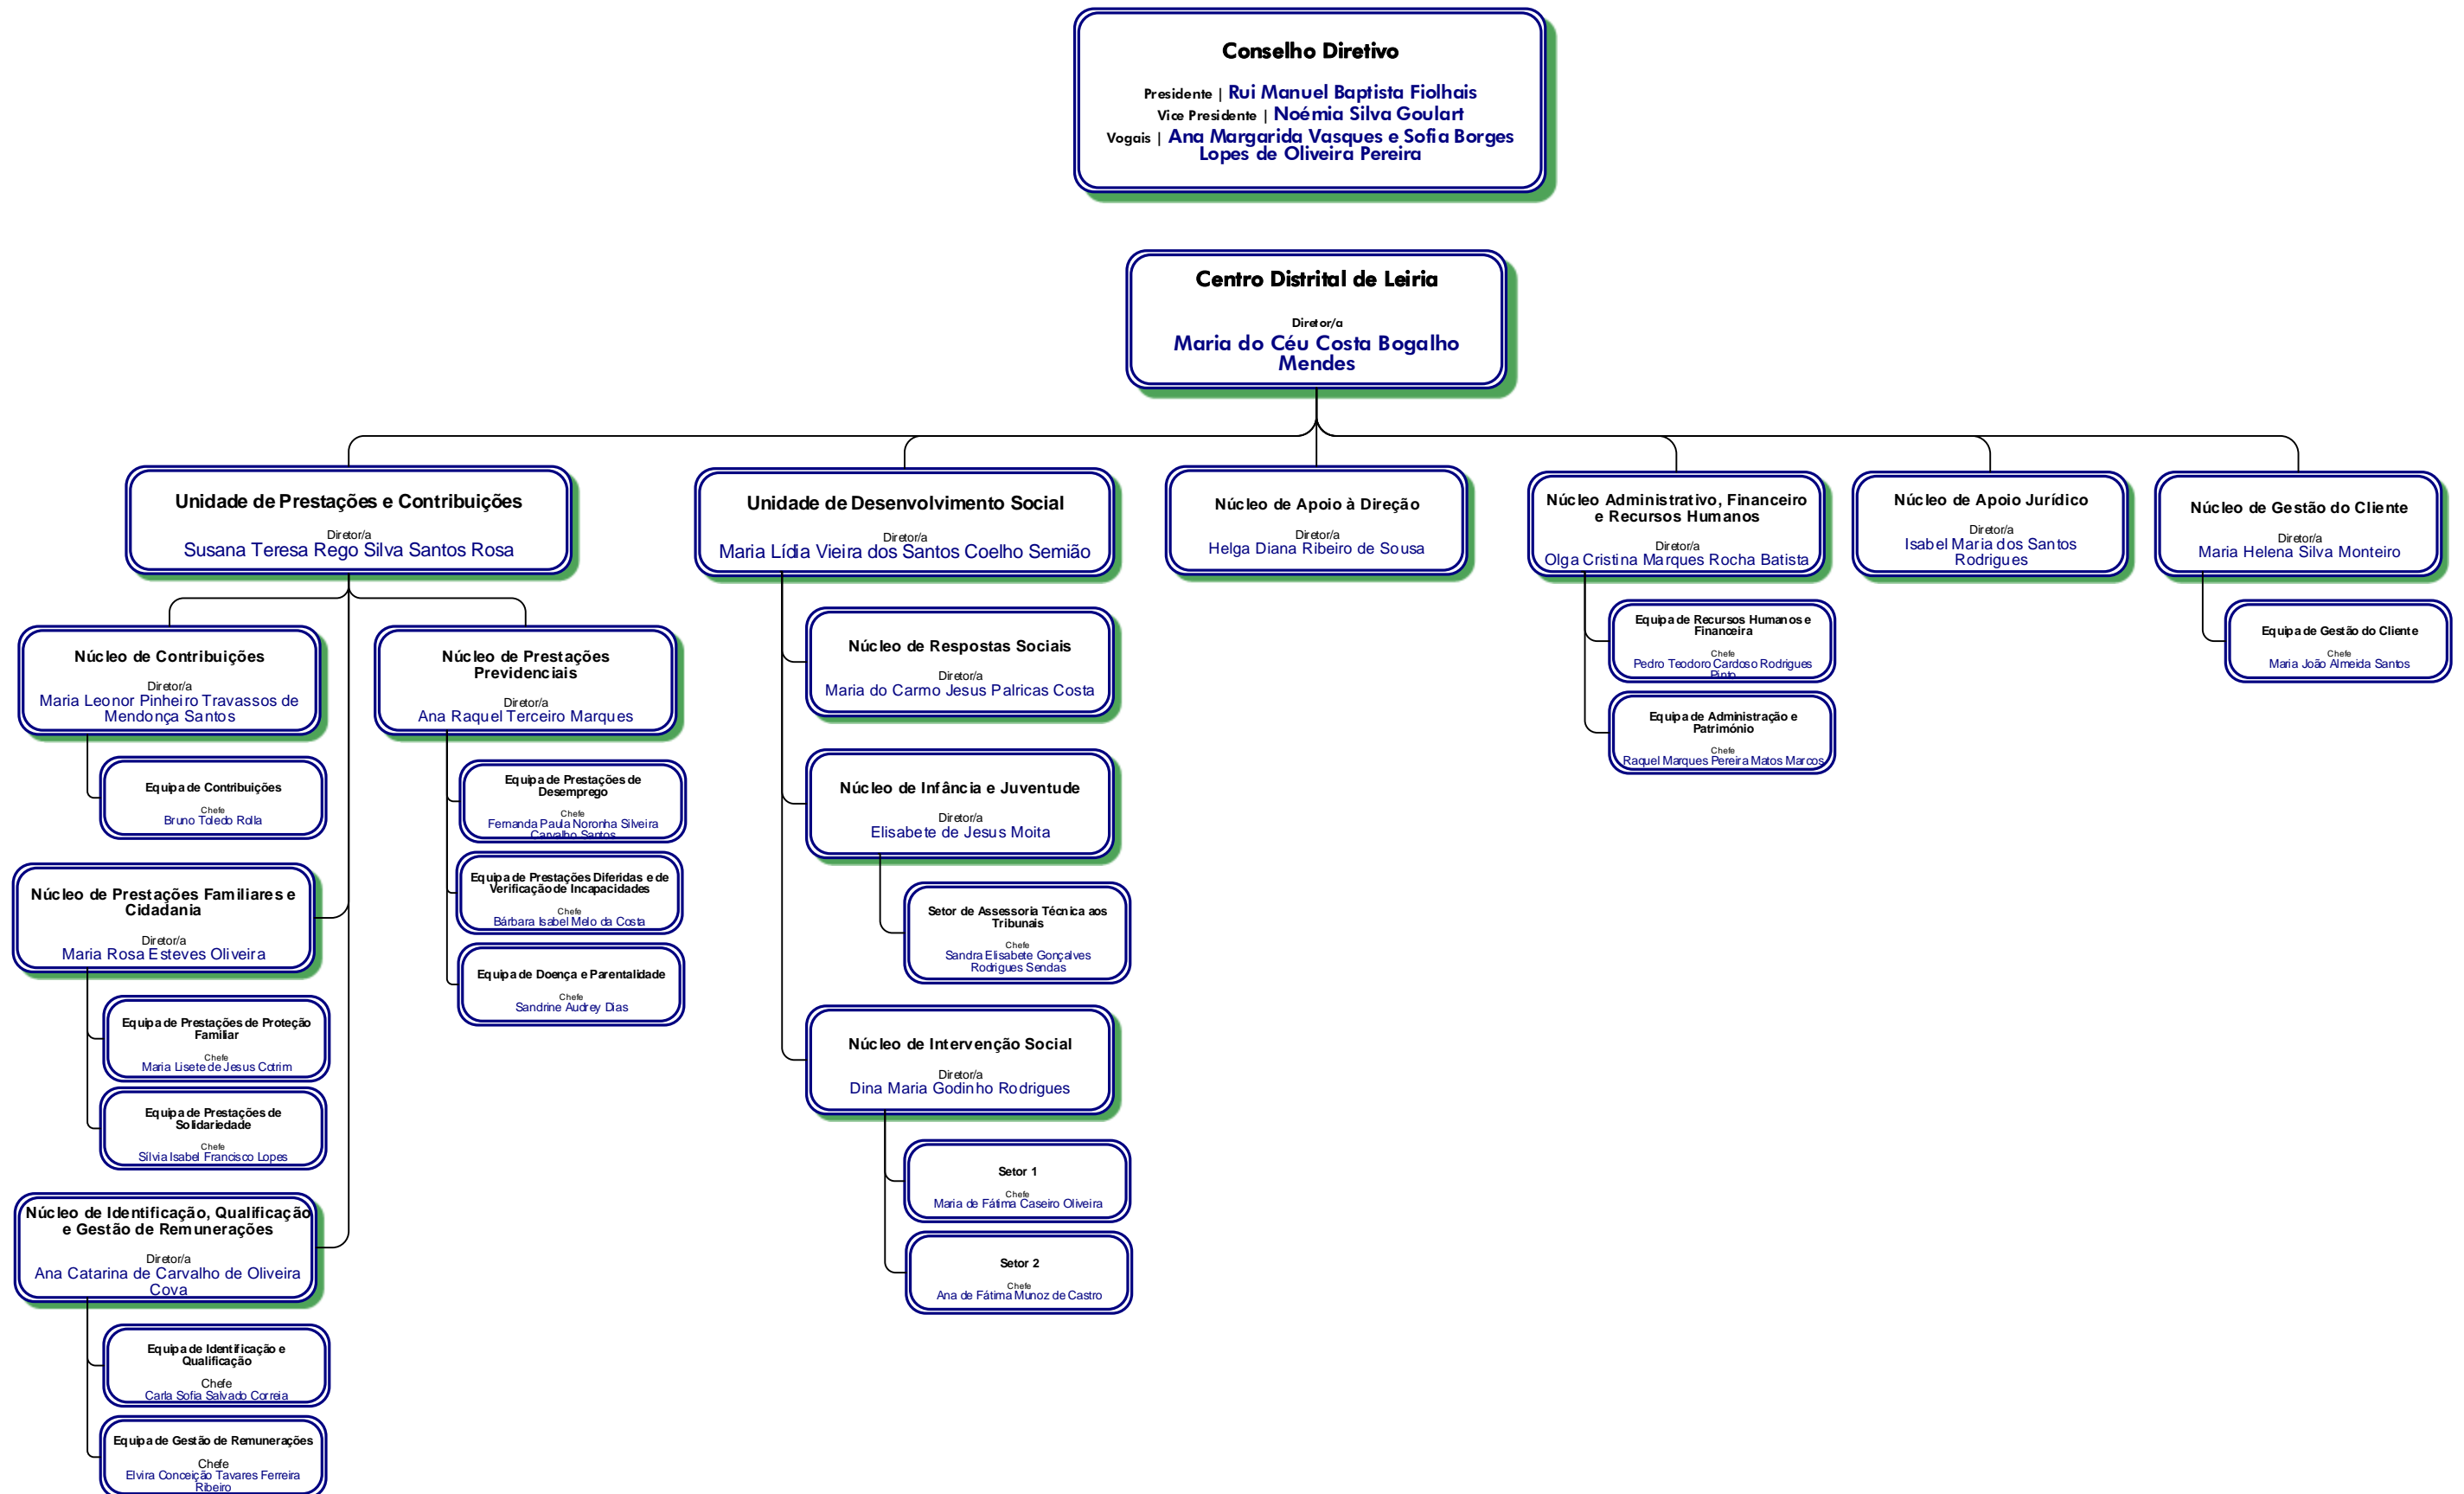 Conselho Diretivo
Presidente | Rui Manuel Baptista Fiolhais
Vice Presidente | Noémia Silva Goulart
Vogais | Ana Margarida Vasques e Sofia Borges
Lopes de Oliveira Pereira
Centro Distrital de Leiria
Diretor/a
Maria do Céu Costa Bogalho
Mendes
Unidade de Prestações e Contribuições
Diretor/a
Susana Teresa Rego Silva Santos Rosa
Núcleo de Contribuições
Diretor/a
Maria Leonor Pinheiro Travassos de
Mendonça Santos
Equipa de Contribuições
Chefe
Bruno Toledo Rolla
Núcleo de Prestações Familiares e
Cidadania
Diretor/a
Maria Rosa Esteves Oliveira
Equipa de Prestações de Proteção
Familiar
Chefe
Maria Lisete de Jesus Cotrim
Equipa de Prestações de
Solidariedade
Chefe
Sílvia Isabel Francisco Lopes
Núcleo de Identificação, Qualificação
e Gestão de Remunerações
Diretor/a
Ana Catarina de Carvalho de Oliveira
Cova
Equipa de Identificação e
Qualificação
Chefe
Carla Sofia Salvado Correia
Equipa de Gestão de Remunerações
Chefe
Elvira Conceição Tavares Ferreira
Ribeiro
Núcleo de Prestações
Previdenciais
Diretor/a
Ana Raquel Terceiro Marques
Equipa de Prestações de
Desemprego
Chefe
Fernanda Paula Noronha Silveira
Carvalho Santos
Equipa de Prestações Diferidas e de
Verificação de Incapacidades
Chefe
Bárbara Isabel Melo da Costa
Equipa de Doença e Parentalidade
Chefe
Sandrine Audrey Dias
Unidade de Desenvolvimento Social
Diretor/a
Maria Lídia Vieira dos Santos Coelho Semião
Núcleo de Respostas Sociais
Diretor/a
Maria do Carmo Jesus Palricas Costa
Núcleo de Infância e Juventude
Diretor/a
Elisabete de Jesus Moita
Setor de Assessoria Técnica aos
Tribunais
Chefe
Sandra Elisabete Gonçalves
Rodrigues Sendas
Núcleo de Intervenção Social
Diretor/a
Dina Maria Godinho Rodrigues
Setor 1
Chefe
Maria de Fátima Caseiro Oliveira
Setor 2
Chefe
Ana de Fátima Munoz de Castro
Núcleo de Apoio à Direção
Diretor/a
Helga Diana Ribeiro de Sousa
Núcleo Administrativo, Financeiro
e Recursos Humanos
Diretor/a
Olga Cristina Marques Rocha Batista
Equipa de Recursos Humanos e
Financeira
Chefe
Pedro Teodoro Cardoso Rodrigues
Pinto
Equipa de Administração e
Património
Chefe
Raquel Marques Pereira Matos Marcos
Núcleo de Apoio Jurídico
Diretor/a
Isabel Maria dos Santos
Rodrigues
Núcleo de Gestão do Cliente
Diretor/a
Maria Helena Silva Monteiro
Equipa de Gestão do Cliente
Chefe
Maria João Almeida Santos